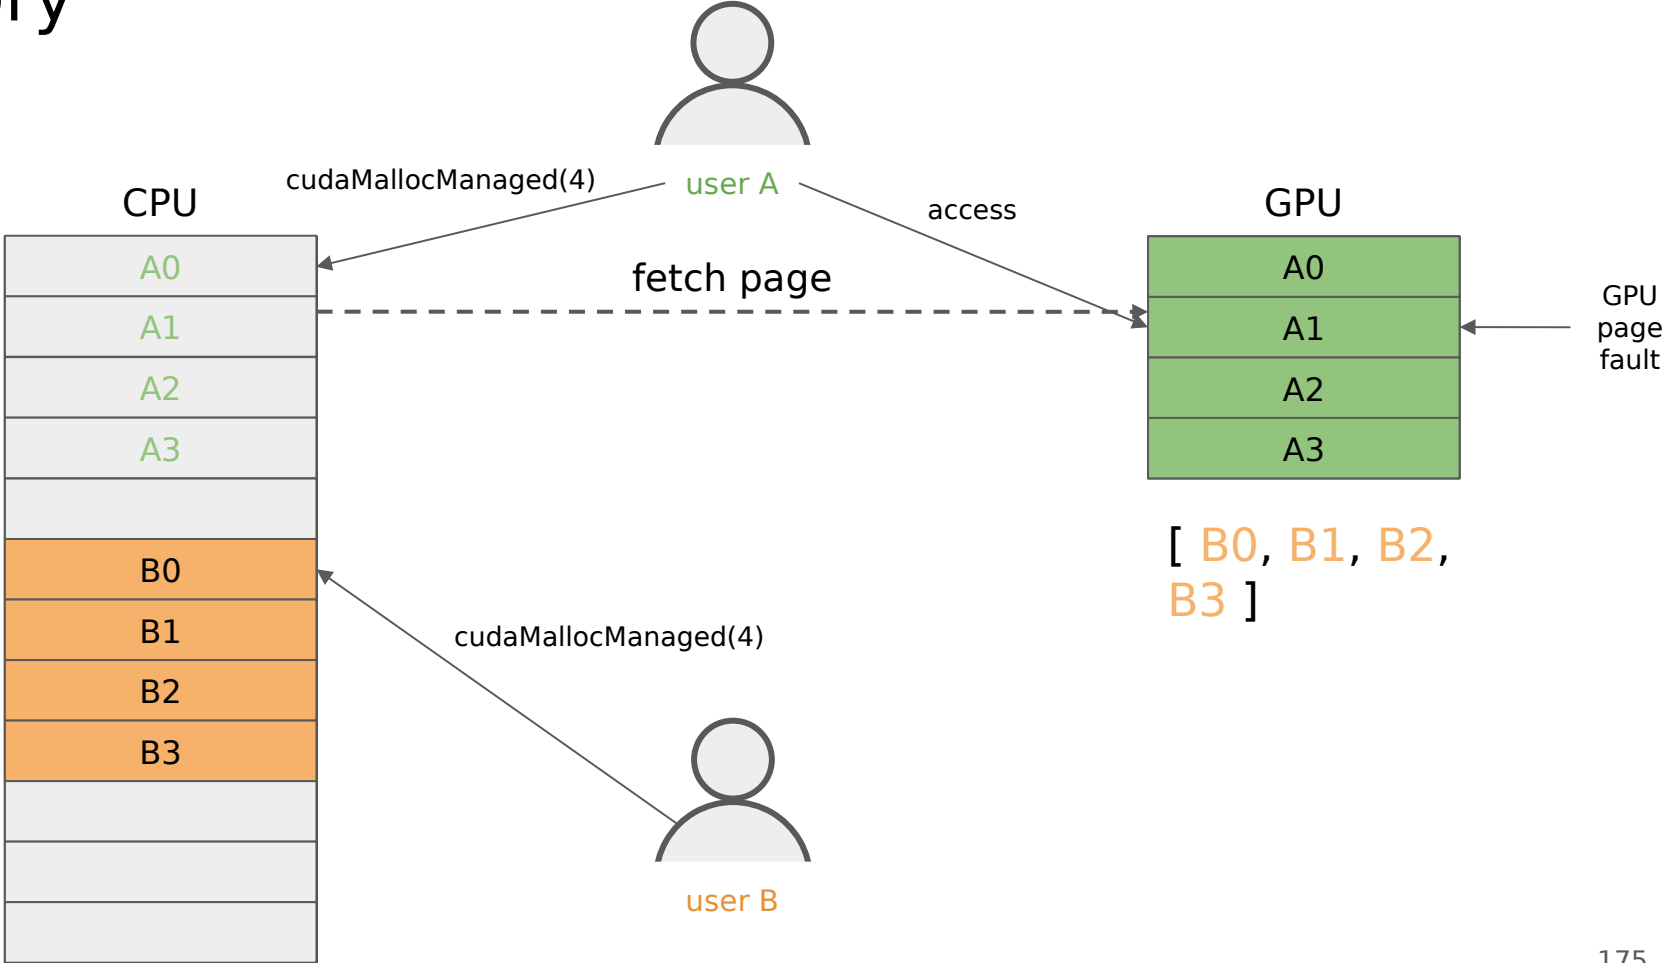 cudaMallocManaged(4)
user A
CPU
access
GPU
A0
A1
A2
A3
fetch page
A0
A1
A2
A3
GPU
page
fault
[ B0, B1, B2,
B3 ]
B0
B1
B2
B3
cudaMallocManaged(4)
user B
175